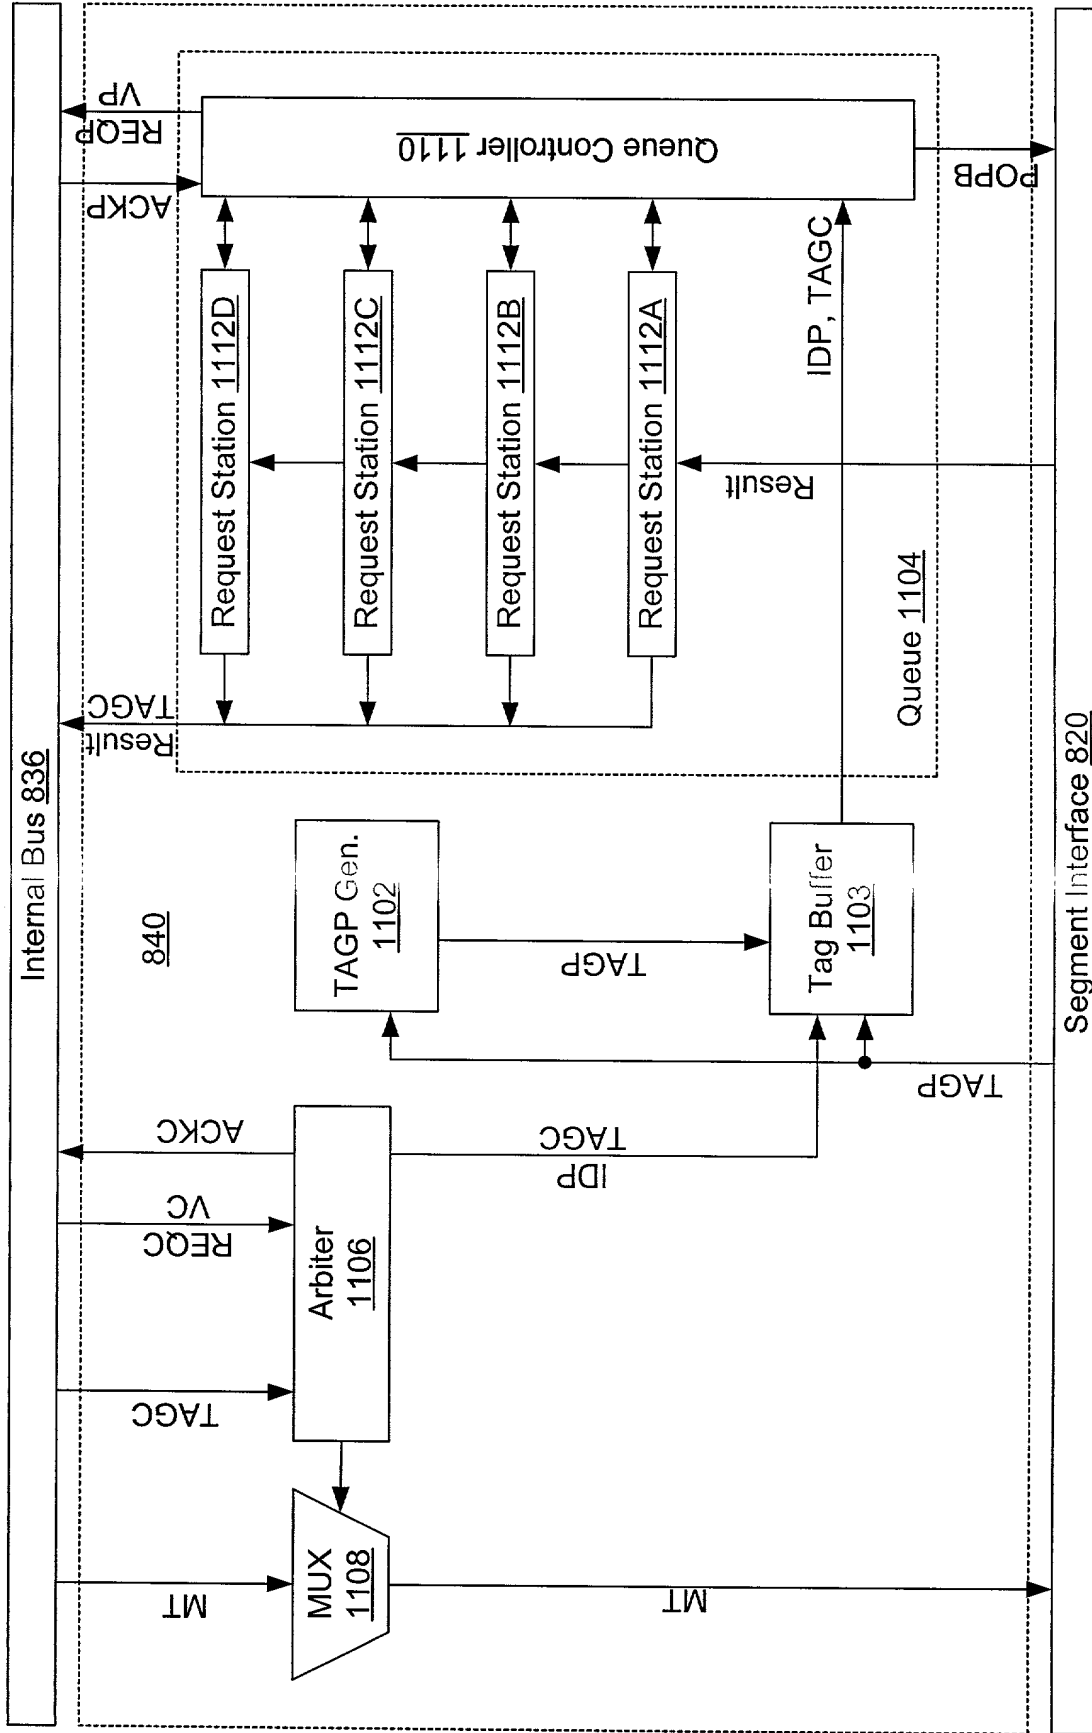 Internal Bus 836
840
MT
TAGC
REQC
VC
ACKC
Result
TAGC
ACKP
REQP
VP
MUX
1108
Arbiter
1106
TAGP Gen.
1102
Request Station 1112D
Request Station 1112C
Request Station 1112B
Request Station 1112A
Queue Controller 1110
IDP
TAGC
TAGP
Tag Buffer
1103
IDP, TAGC
Result
Queue 1104
MT
TAGP
POPB
Segment Interface 820